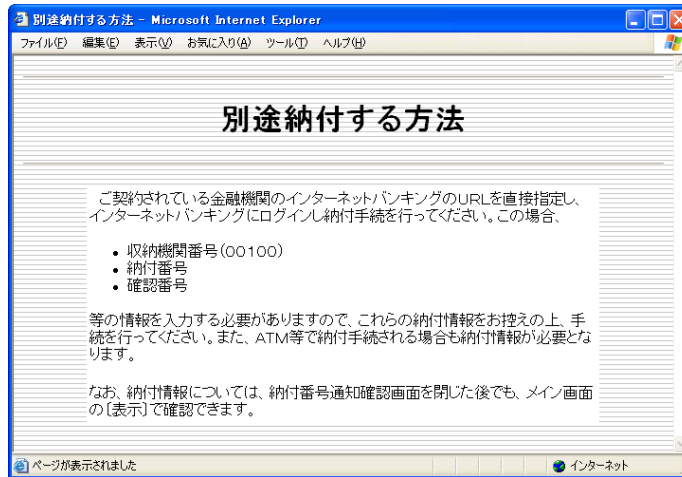 別途納付する方法 - Microsoft Internet Explorer
ファイル(F) 編集(E) 表示(V) お気に入り(A) ツール(T) ヘルプ(H)
別途納付する方法
ご契約されている金融機関のインターネットバンキングのURLを直接指定し、
インターネットバンキングにログインし納付手続を行ってください。この場合、
• 収納機関番号(00100)
• 納付番号
• 確認番号
等の情報を入力する必要がありますので、これらの納付情報をお控えの上、手
続を行ってください。また、ATM等で納付手続される場合も納付情報が必要とな
ります。
なお、納付情報については、納付番号通知確認画面を閉じた後でも、メイン画面
の〔表示〕で確認できます。
ページが表示されました
インターネット